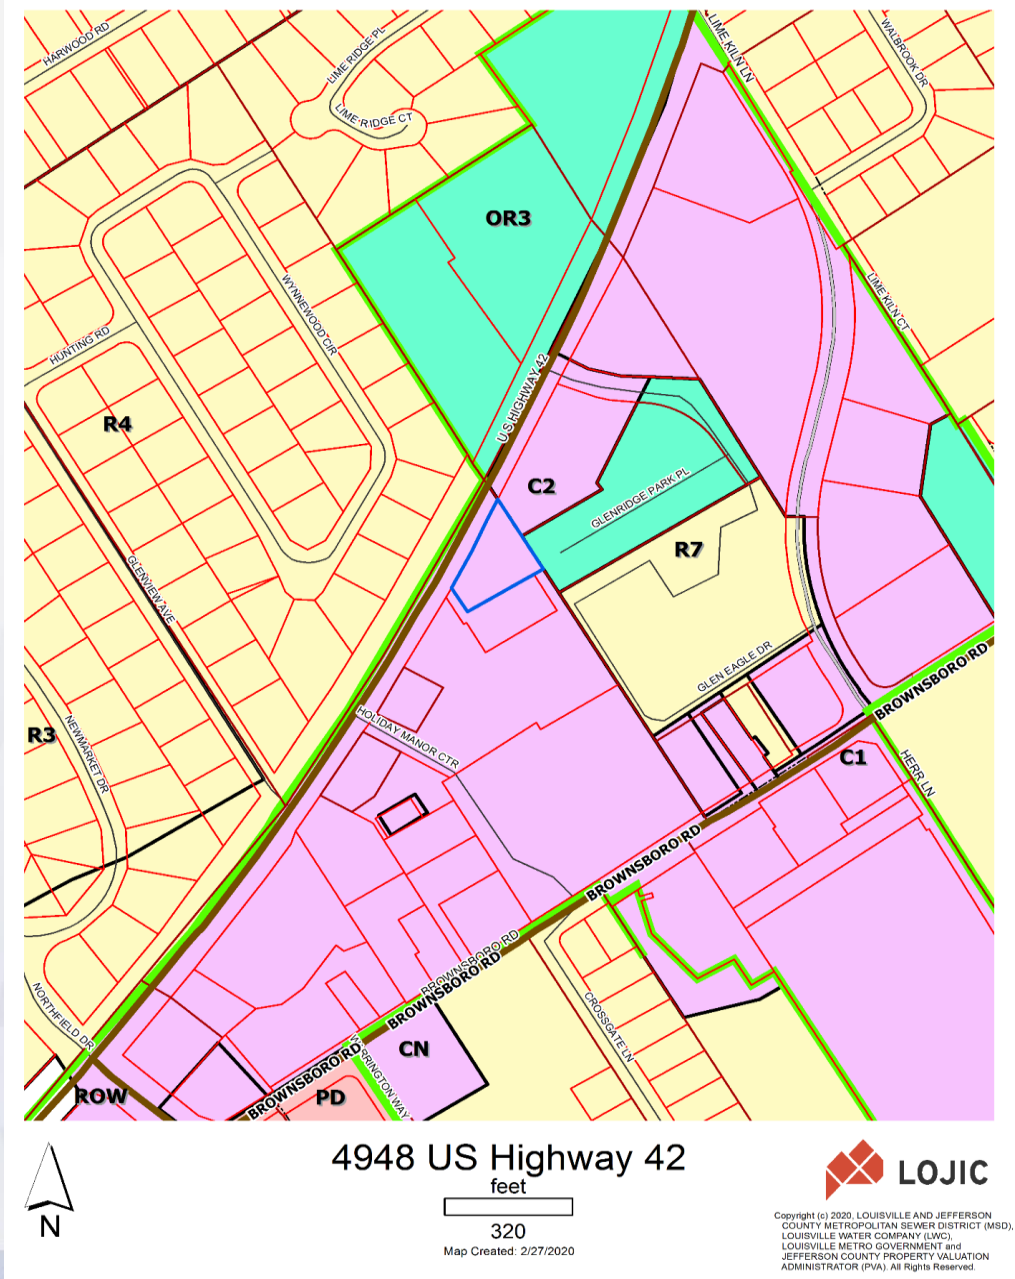 HARWOOD RD
LIME RIDGE PL
LIME RIDGE CT
LIME KILN LN
WALBROOK DR
OR3
WYNNEWOOD CIR
LIME KILN CT
HUNTING RD
U.S HIGHWAY 42
R4
C2
GLENRIDGE PARK PL
R7
GLENVIEW AVE
GLEN EAGLE DR
BROWNSBORO RD
R3
NEWMARKET DR
HOLIDAY MANOR CTR
C1
HERR LN
BROWNSBORO RD
BROWNSBORO RD
BROWNSBORO RD
NORTHFIELD DR
CROSSGATE LN
CN
BROWNSBORO RD
WARRINGTON WAY
ROW
PD
4948 US Highway 42
feet
320
Map Created: 2/27/2020
N
LOJIC
Copyright (c) 2020, LOUISVILLE AND JEFFERSON
COUNTY METROPOLITAN SEWER DISTRICT (MSD),
LOUISVILLE WATER COMPANY (LWC),
LOUISVILLE METRO GOVERNMENT and
JEFFERSON COUNTY PROPERTY VALUATION
ADMINISTRATOR (PVA). All Rights Reserved.